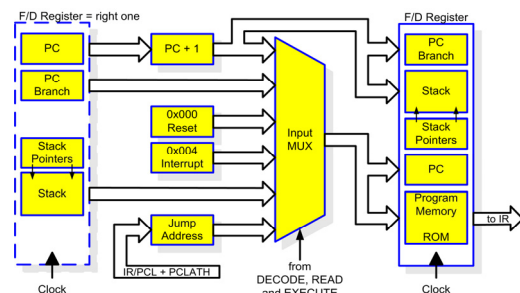 F/D Register = right one
PC
PC
Branch
Stack
Pointers
Stack
Clock
PC + 1
0x000
Reset
0x004
Interrupt
Jump
Address
IR/PCL + PCLATH
Input
MUX
from
DECODE, READ
and EXECUTE
F/D Register
PC
Branch
Stack
Stack
Pointers
PC
Program
Memory
ROM
to IR
Clock